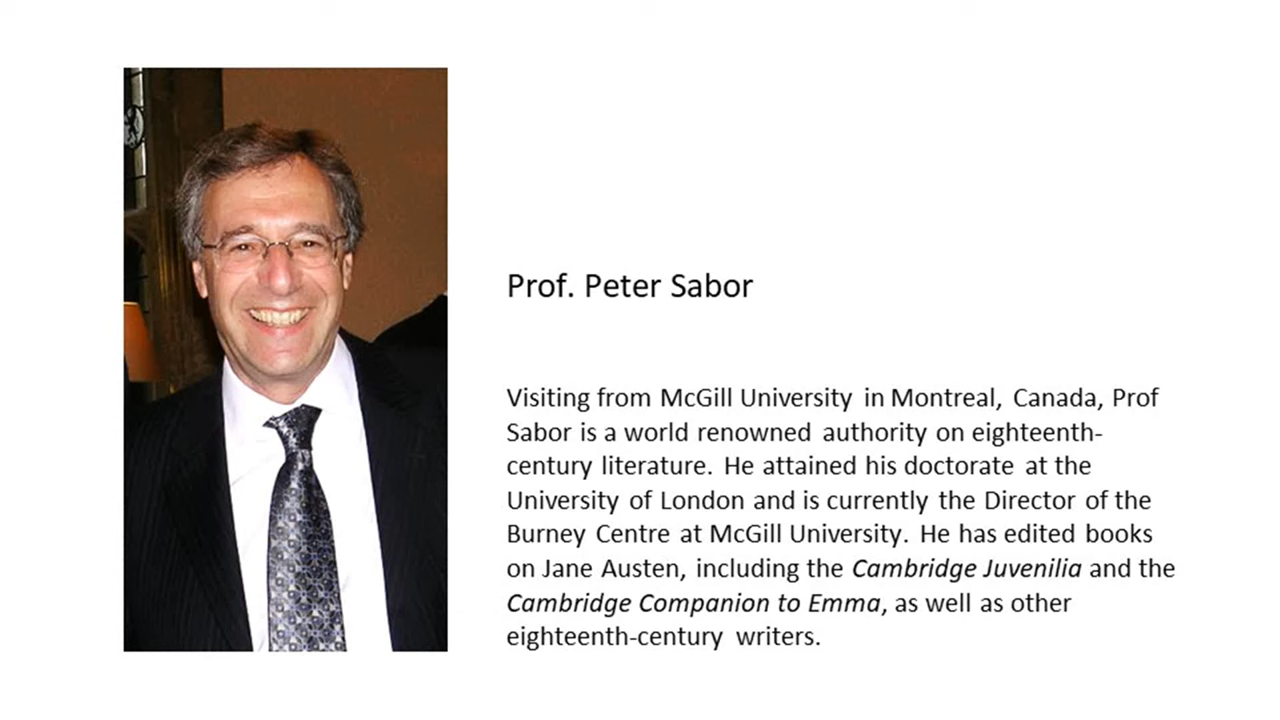 Prof. Peter Sabor
Visiting from McGill University in Montreal, Canada, Prof
Sabor is a world renowned authority on eighteenth-
century literature. He attained his doctorate at the
University of London and is currently the Director of the
Burney Centre at McGill University. He has edited books
on Jane Austen, including the Cambridge Juvenilia and the
Cambridge Companion to Emma, as well as other
eighteenth-century writers.